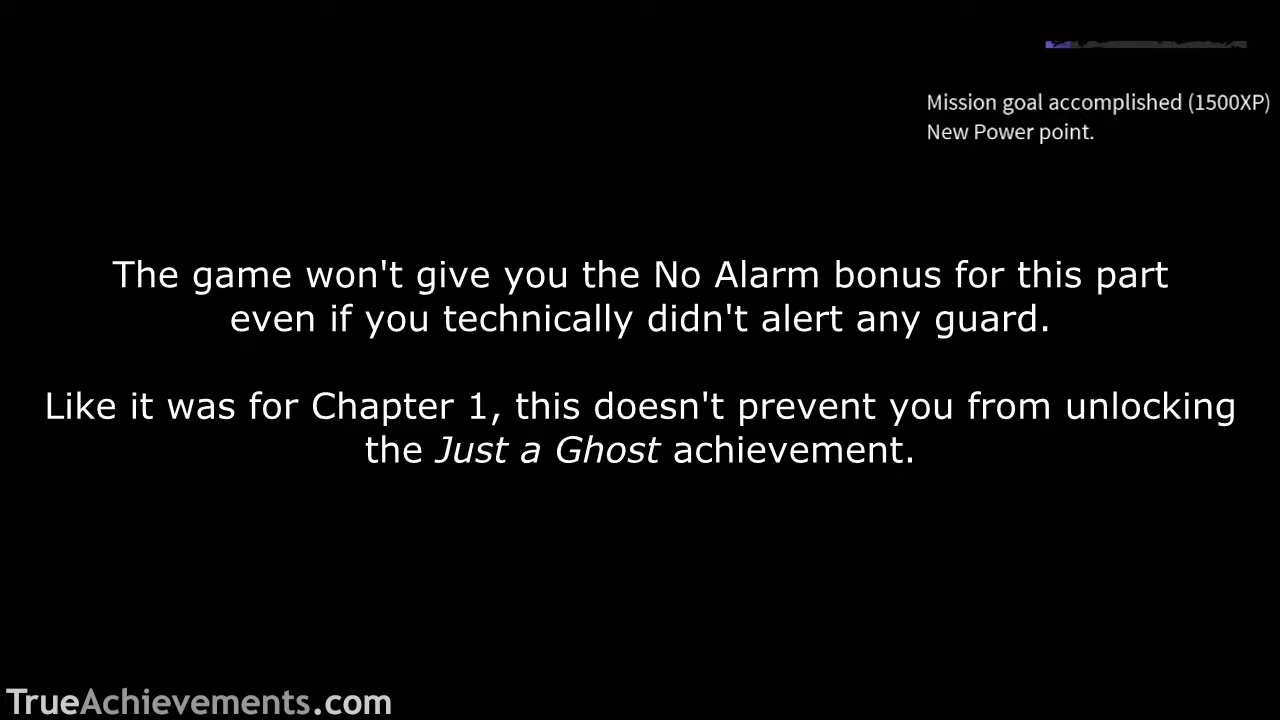 Mission goal accomplished (1500XP)
New Power point.
The game won't give you the No Alarm bonus for this part
even if you technically didn't alert any guard.
Like it was for Chapter 1, this doesn't prevent you from unlocking
the Just a Ghost achievement.
TrueAchievements.com